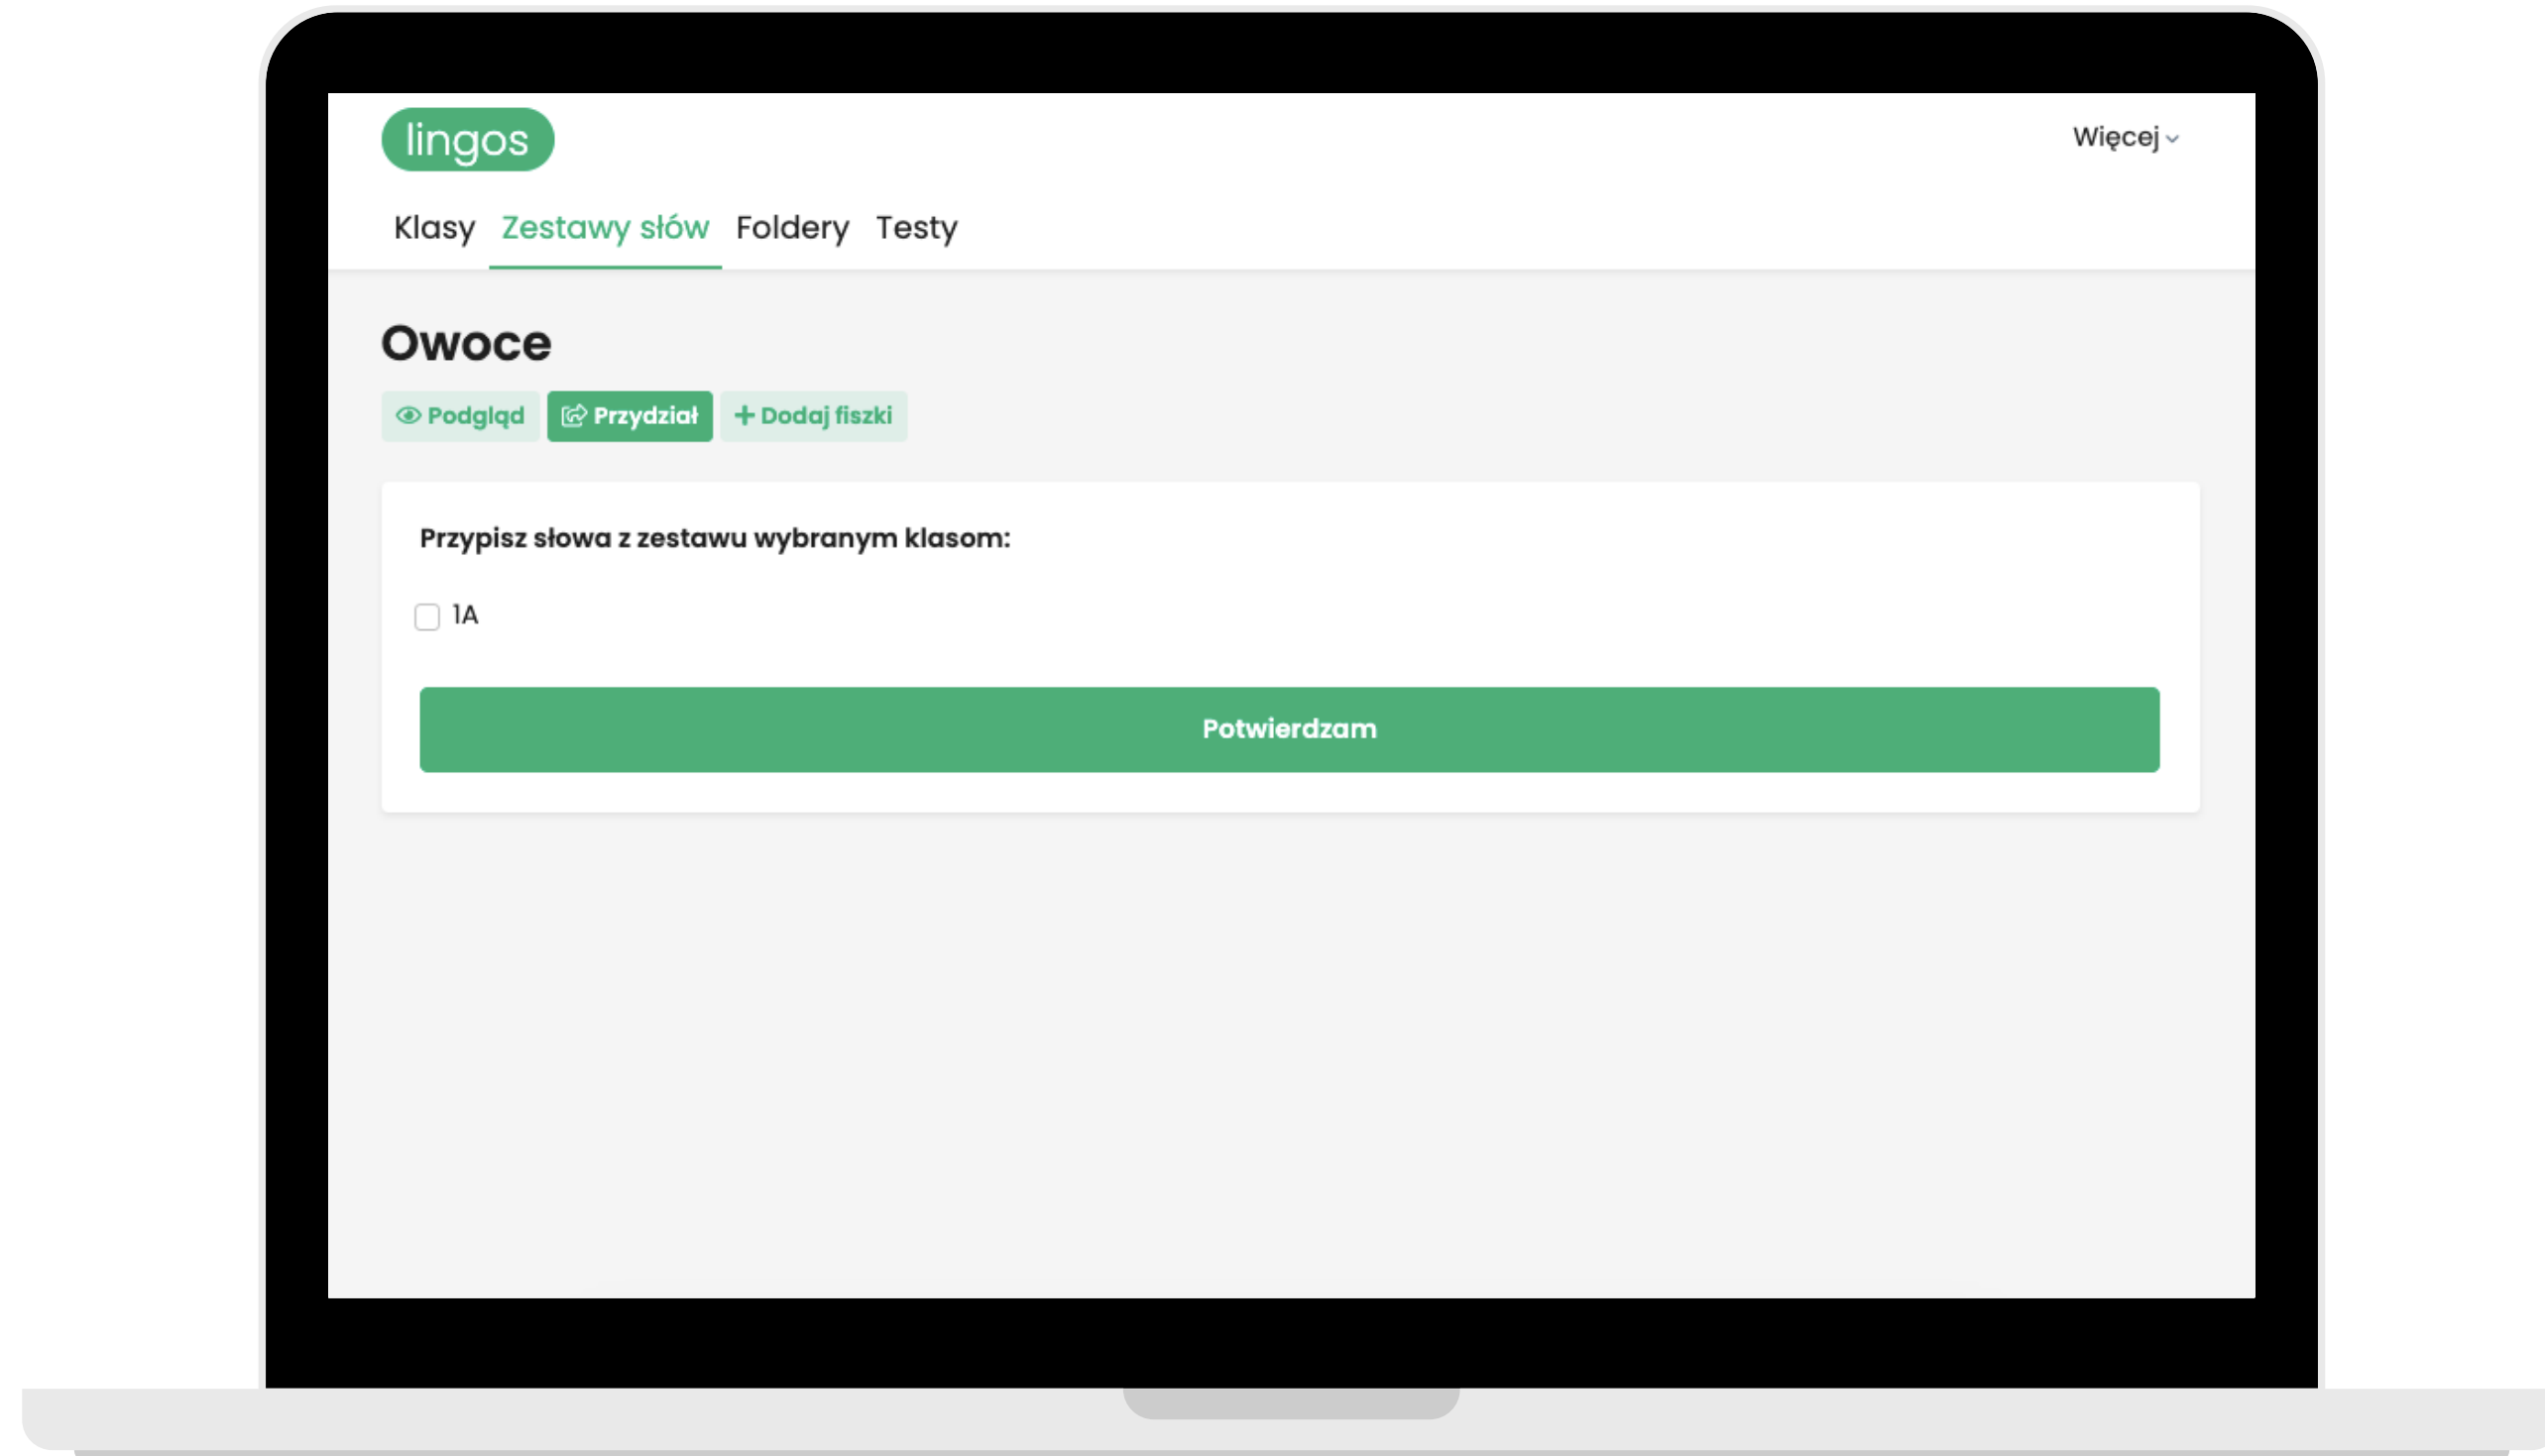 lingos
Więcej
Klasy Zestawy słów Foldery Testy
Owoce
Podgląd Przydział + Dodaj fiszki
Przypisz słowa z zestawu wybranym klasom:
1A
Potwierdzam